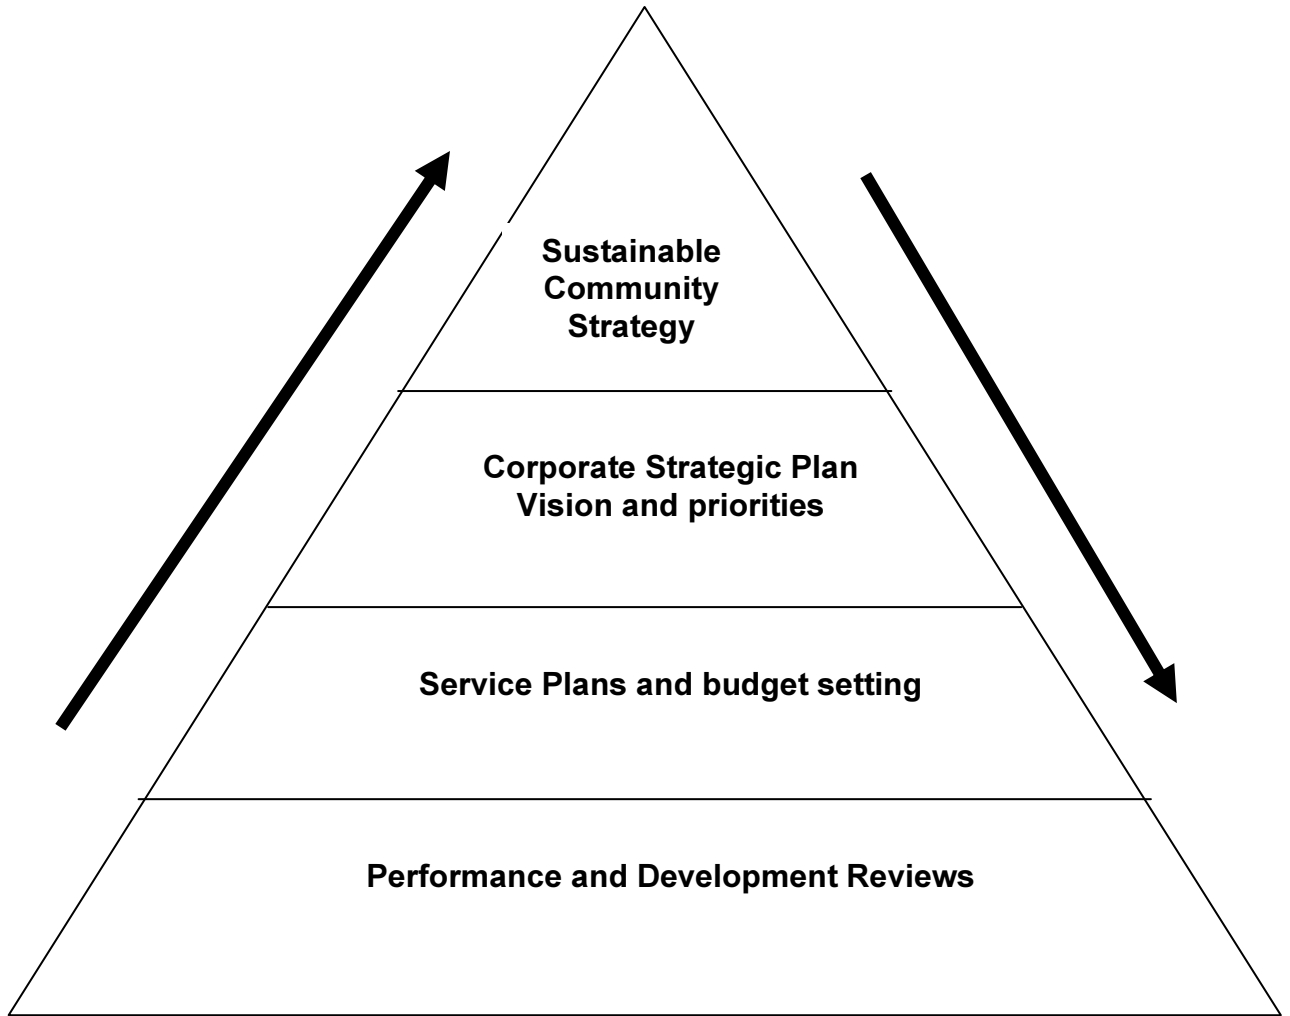 Sustainable
Community
Strategy
Corporate Strategic Plan
Vision and priorities
Service Plans and budget setting
Performance and Development Reviews